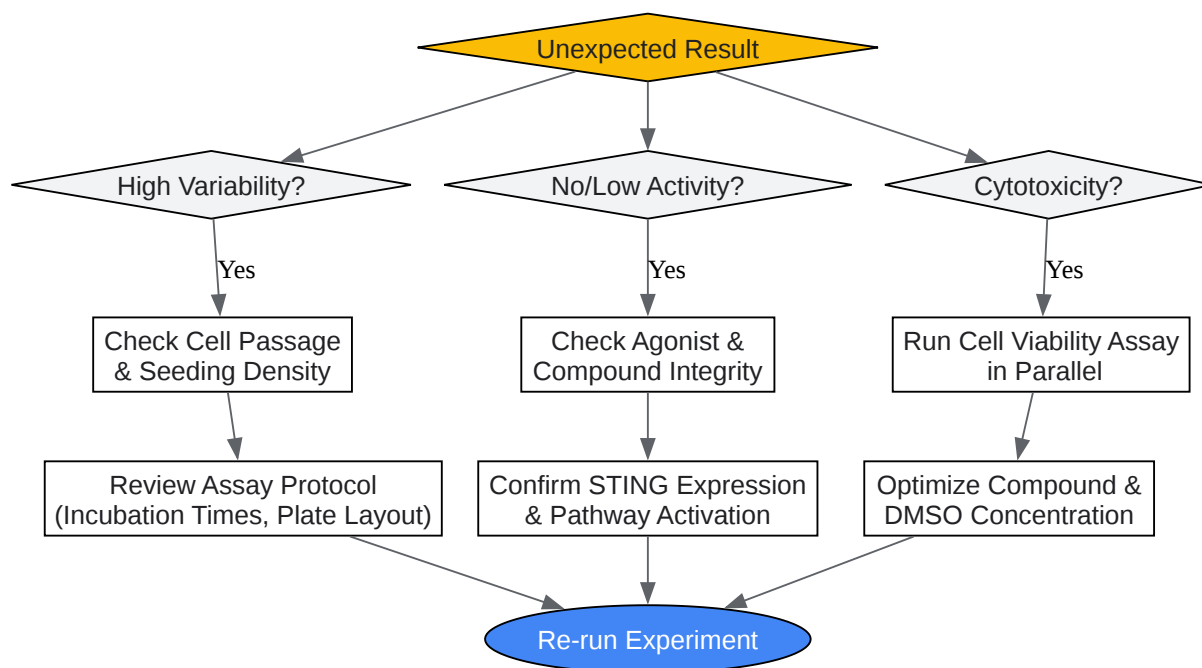 Unexpected Result
High Variability?
No/Low Activity?
Cytotoxicity?
Yes
Yes
Yes
Check Cell Passage
& Seeding Density
Check Agonist &
Compound Integrity
Run Cell Viability Assay
in Parallel
Review Assay Protocol
(Incubation Times, Plate Layout)
Confirm STING Expression
& Pathway Activation
Optimize Compound &
DMSO Concentration
Re-run Experiment